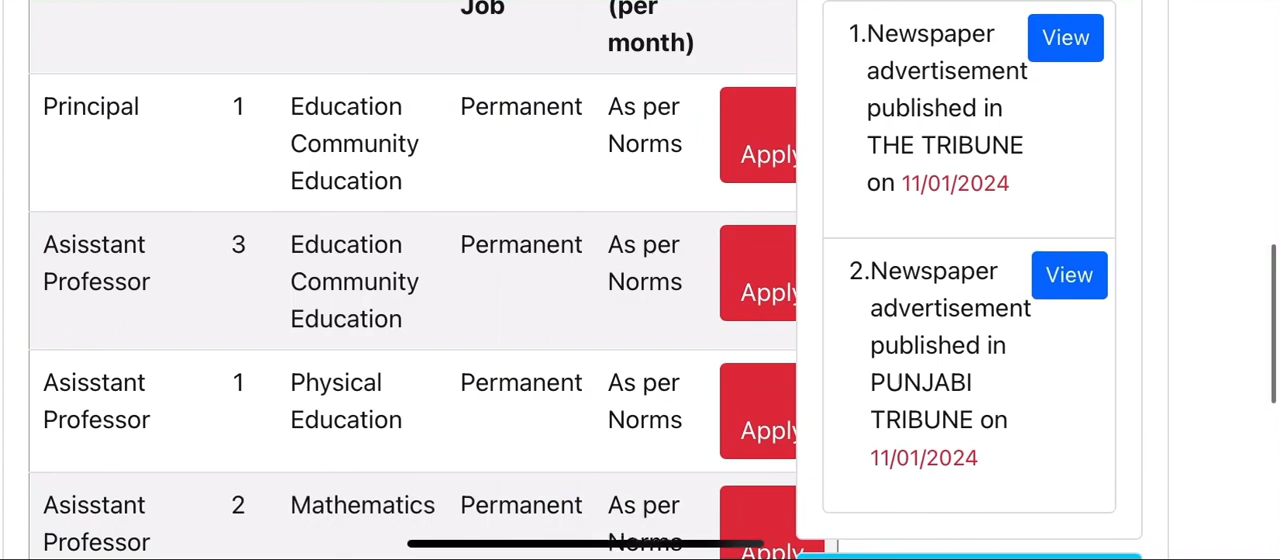 Job
(per
month)
Principal 1 Education Permanent As per
Community Norms
Education
Apply
Asisstant 3 Education Permanent As per
Professor Community Norms
Education
Apply
Asisstant 1 Physical Permanent As per
Professor Education Norms
Apply
Asisstant 2 Mathematics Permanent As per
Professor Norms
Apply
1.Newspaper View
advertisement
published in
THE TRIBUNE
on 11/01/2024
2.Newspaper View
advertisement
published in
PUNJABI
TRIBUNE on
11/01/2024